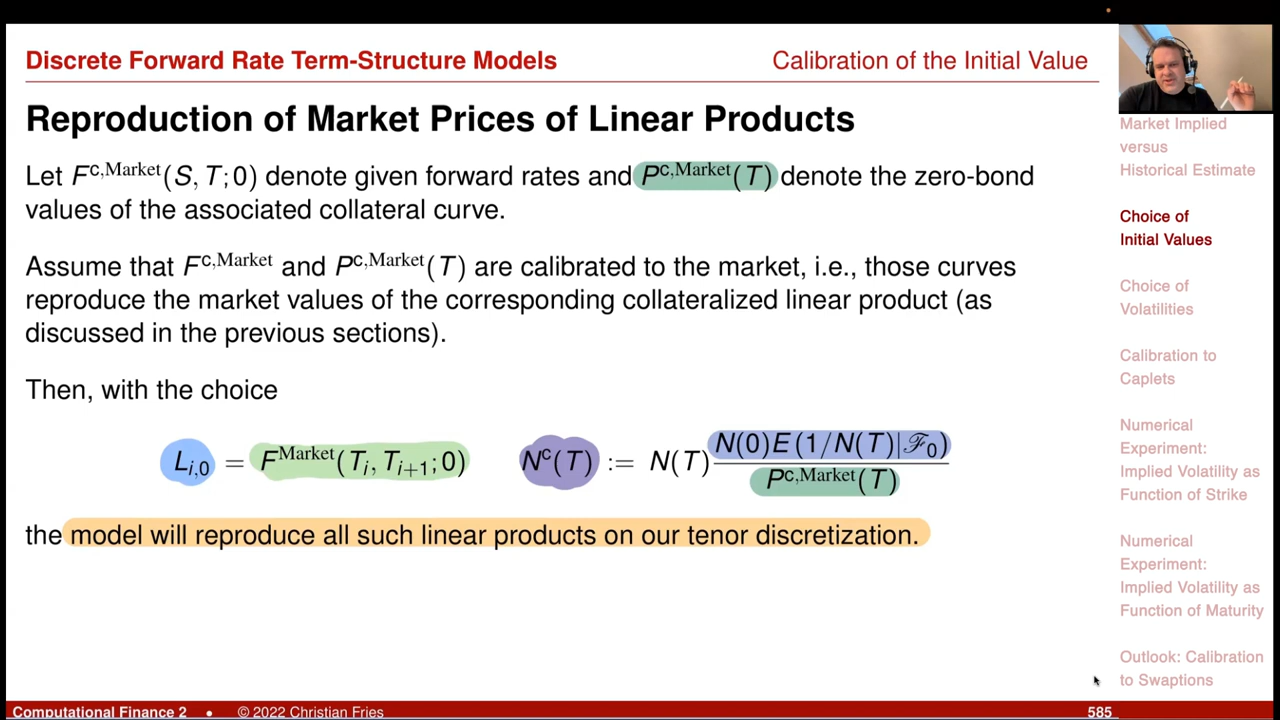 Discrete Forward Rate Term-Structure Models
Calibration of the Initial Value
Reproduction of Market Prices of Linear Products
Let F^{c,Market}(S, T; 0) denote given forward rates and P^{c,Market}(T) denote the zero-bond
values of the associated collateral curve.
Assume that F^{c,Market} and P^{c,Market}(T) are calibrated to the market, i.e., those curves
reproduce the market values of the corresponding collateralized linear product (as
discussed in the previous sections).
Then, with the choice
L_{i,0} = F^{Market}(T_i, T_{i+1}; 0) N^c(T) := N(T) \frac{N(0)E(1/N(T)|ℱ_0)}{P^{c,Market}(T)}
the model will reproduce all such linear products on our tenor discretization.
Market Implied
versus
Historical Estimate
Choice of
Initial Values
Choice of
Volatilities
Calibration to
Caplets
Numerical
Experiment:
Implied Volatility as
Function of Strike
Numerical
Experiment:
Implied Volatility as
Function of Maturity
Outlook: Calibration
to Swaptions
Computational Finance 2 • © 2022 Christian Fries
585